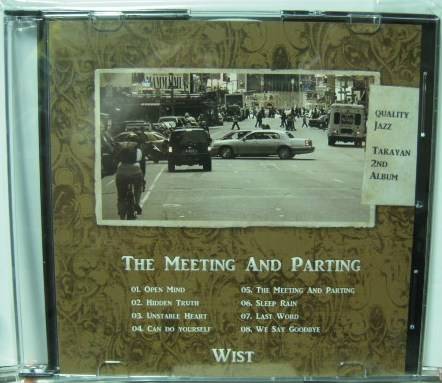 QUALITY
JAZZ
TAKAYAN
2ND
ALBUM
THE MEETING AND PARTING
01. OPEN MIND
02. HIDDEN TRUTH
03. UNSTABLE HEART
04. CAN DO YOURSELF
05. THE MEETING AND PARTING
06. SLEEP RAIN
07. LAST WORD
08. WE SAY GOODBYE
WIST